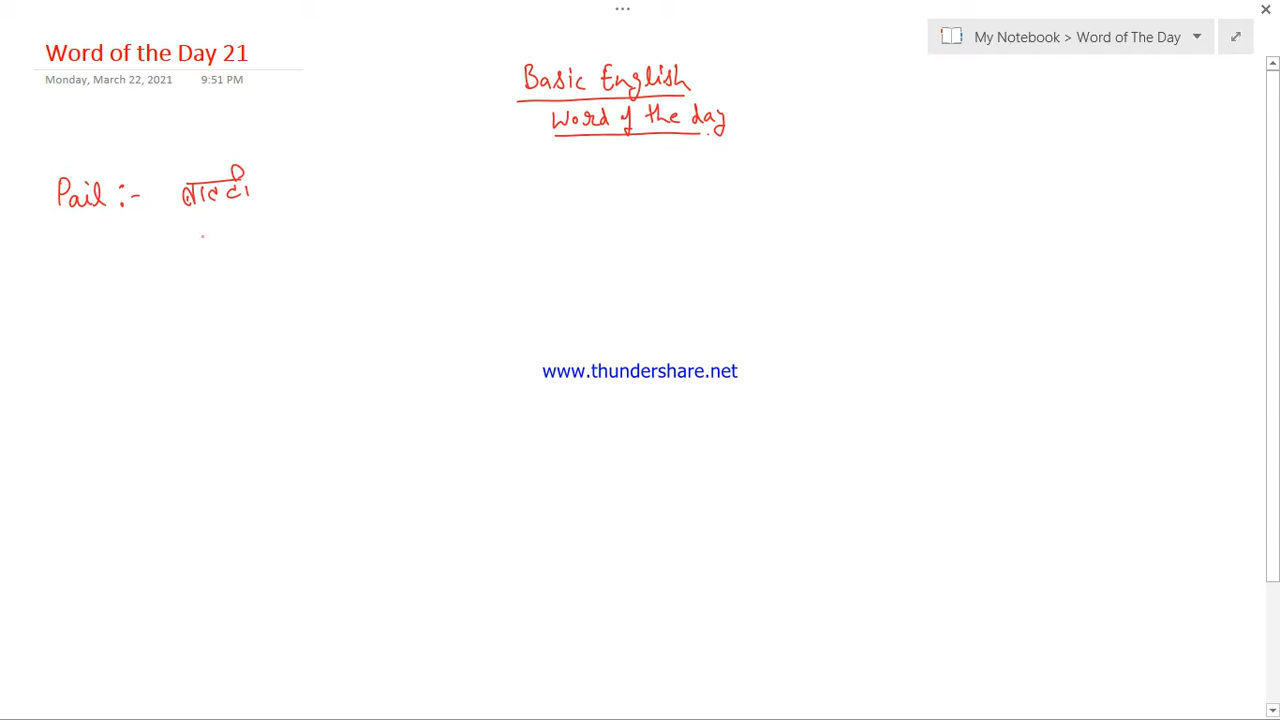 ...
My Notebook > Word of The Day
Word of the Day 21
Monday, March 22, 2021 9:51 PM
Basic English
Word of the day
Pail :- बाल्टी
www.thundershare.net